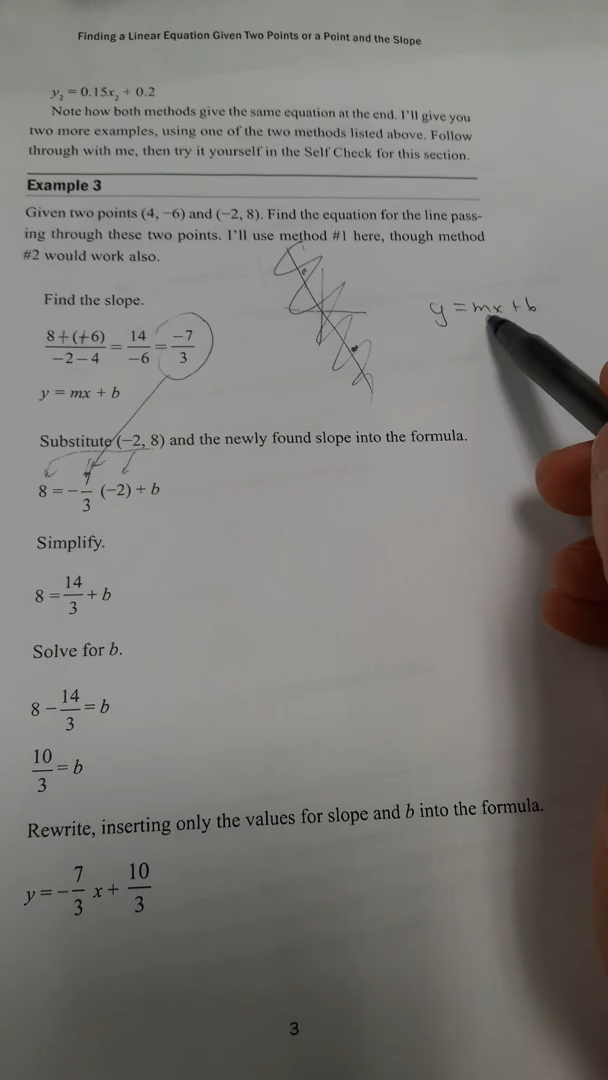 Finding a Linear Equation Given Two Points or a Point and the Slope
y₂ = 0.15x₂ + 0.2
Note how both methods give the same equation at the end. I'll give you
two more examples, using one of the two methods listed above. Follow
through with me, then try it yourself in the Self Check for this section.
Example 3
Given two points (4, −6) and (−2, 8). Find the equation for the line pass-
ing through these two points. I'll use method #1 here, though method
#2 would work also.
y = mx + b
Find the slope.
8+(+6)/−2−4 = 14/−6 = −7/3
y = mx + b
Substitute (−2, 8) and the newly found slope into the formula.
8 = −7/3 (−2) + b
Simplify.
8 = 14/3 + b
Solve for b.
8 − 14/3 = b
10/3 = b
Rewrite, inserting only the values for slope and b into the formula.
y = −7/3 x + 10/3
3